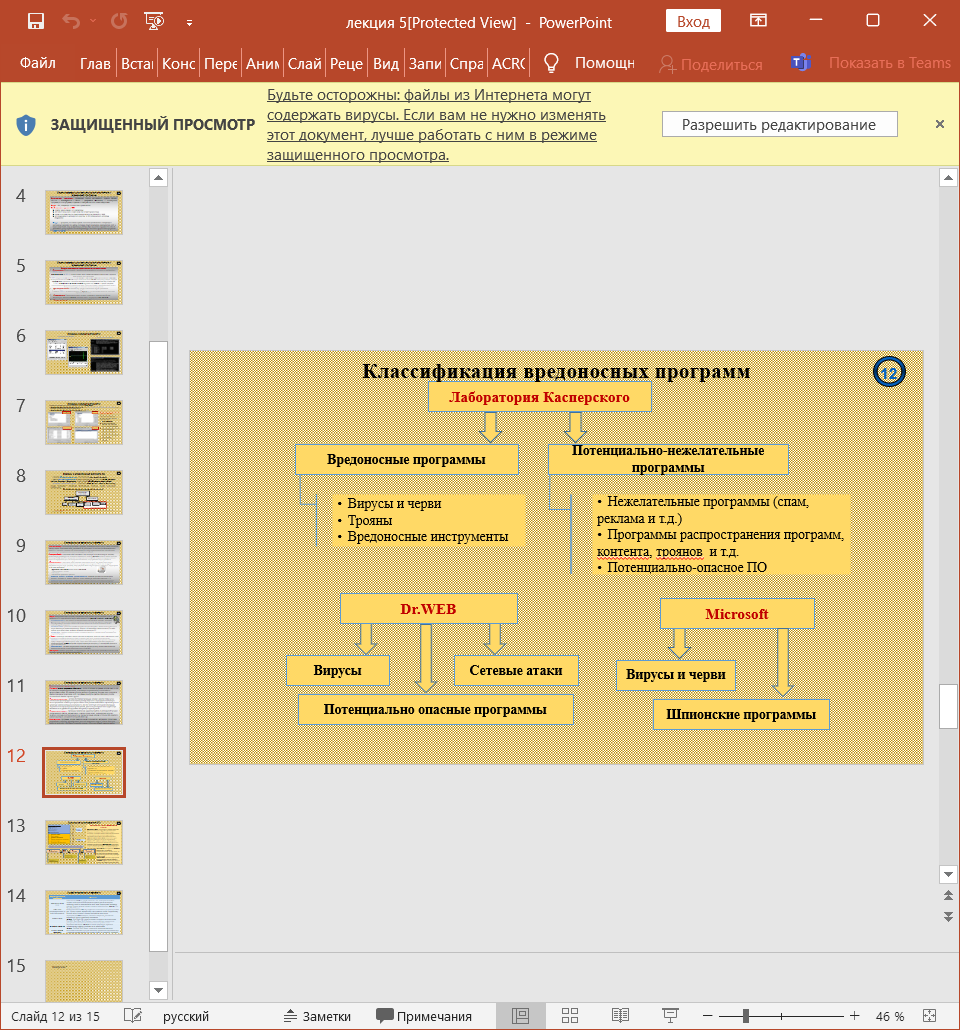 лекция 5[Protected View] - PowerPoint
Вход
Файл
Глав
Встан
Конс
Пере
Аним
Слай
Реце
Вид
Запи
Спра
ACRO
Помощн
Поделиться
Показать в Teams
ЗАЩИЩЕННЫЙ ПРОСМОТР
Будьте осторожны: файлы из Интернета могут
содержать вирусы. Если вам не нужно изменять
этот документ, лучше работать с ним в режиме
защищенного просмотра.
Разрешить редактирование
4
5
6
7
8
9
10
11
12
13
14
15
Классификация вредоносных программ
12
Лаборатория Касперского
Вредоносные программы
Потенциально-нежелательные
программы
• Вирусы и черви
• Трояны
• Вредоносные инструменты
• Нежелательные программы (спам,
реклама и т.д.)
• Программы распространения программ,
контента, троянов и т.д.
• Потенциально-опасное ПО
Dr.WEB
Вирусы
Сетевые атаки
Потенциально опасные программы
Microsoft
Вирусы и черви
Шпионские программы
Слайд 12 из 15
русский
Заметки
Примечания
46 %